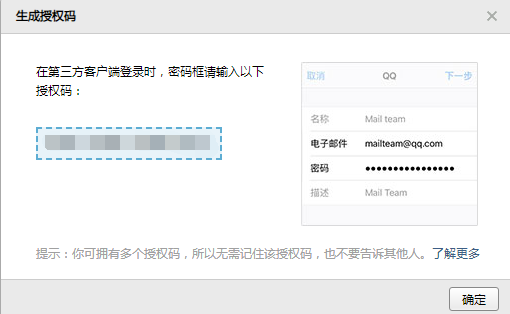 生成授权码
在第三方客户端登录时，密码框请输入以下
授权码：
取消 QQ 下一步
名称 Mail team
电子邮件 mailteam@qq.com
密码 ●●●●●●●●●●●●●●●●
描述 Mail Team
提示：你可拥有多个授权码，所以无需记住该授权码，也不要告诉其他人。了解更多
确定